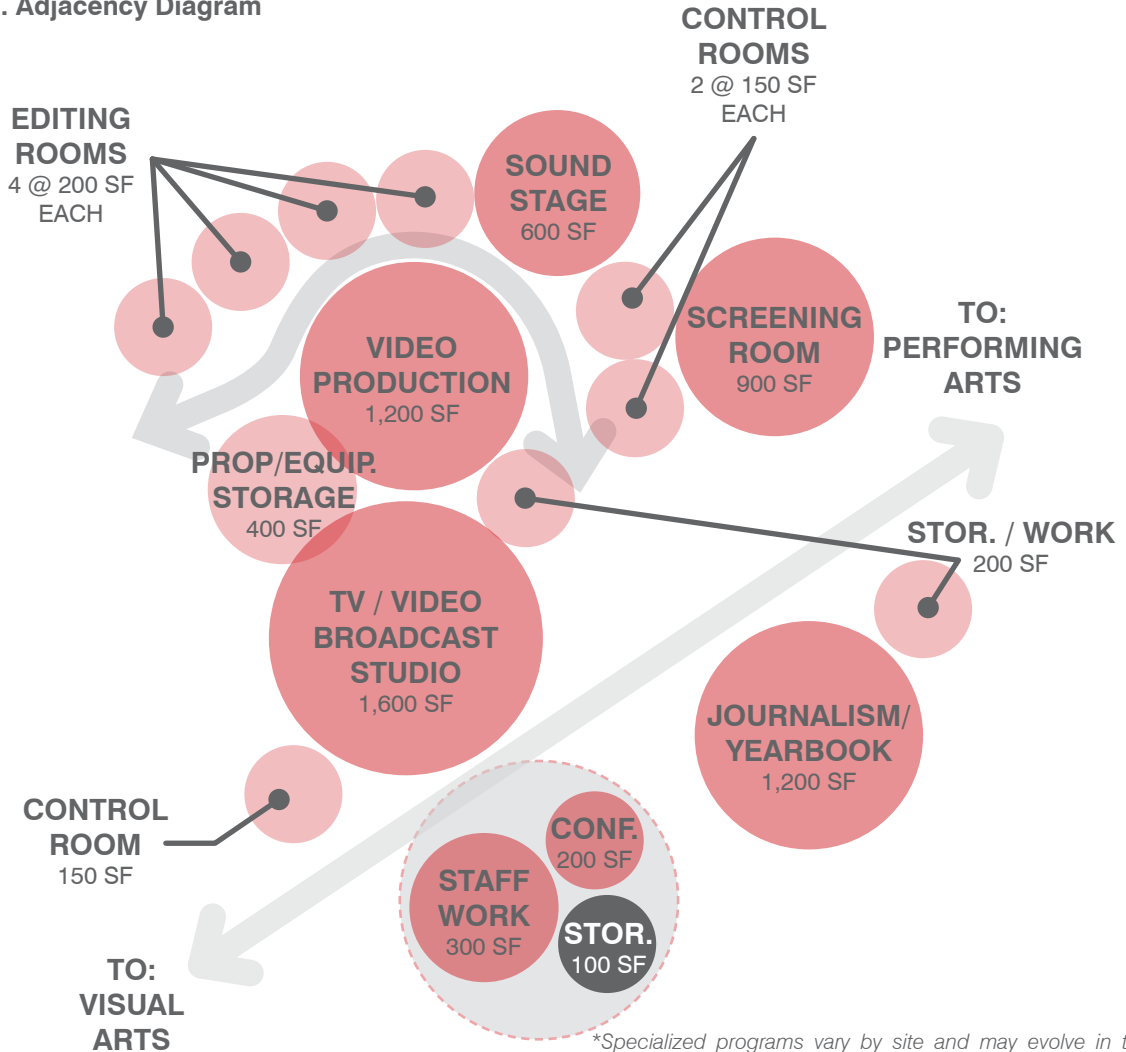 . Adjacency Diagram
CONTROL
ROOMS
2 @ 150 SF
EACH
EDITING
ROOMS
4 @ 200 SF
EACH
SOUND
STAGE
600 SF
SCREENING
ROOM
900 SF
TO:
PERFORMING
ARTS
VIDEO
PRODUCTION
1,200 SF
PROP/EQUIP.
STORAGE
400 SF
STOR. / WORK
200 SF
TV / VIDEO
BROADCAST
STUDIO
1,600 SF
JOURNALISM/
YEARBOOK
1,200 SF
CONTROL
ROOM
150 SF
CONF.
200 SF
STAFF
WORK
300 SF
STOR.
100 SF
TO:
VISUAL
ARTS
*Specialized programs vary by site and may evolve in